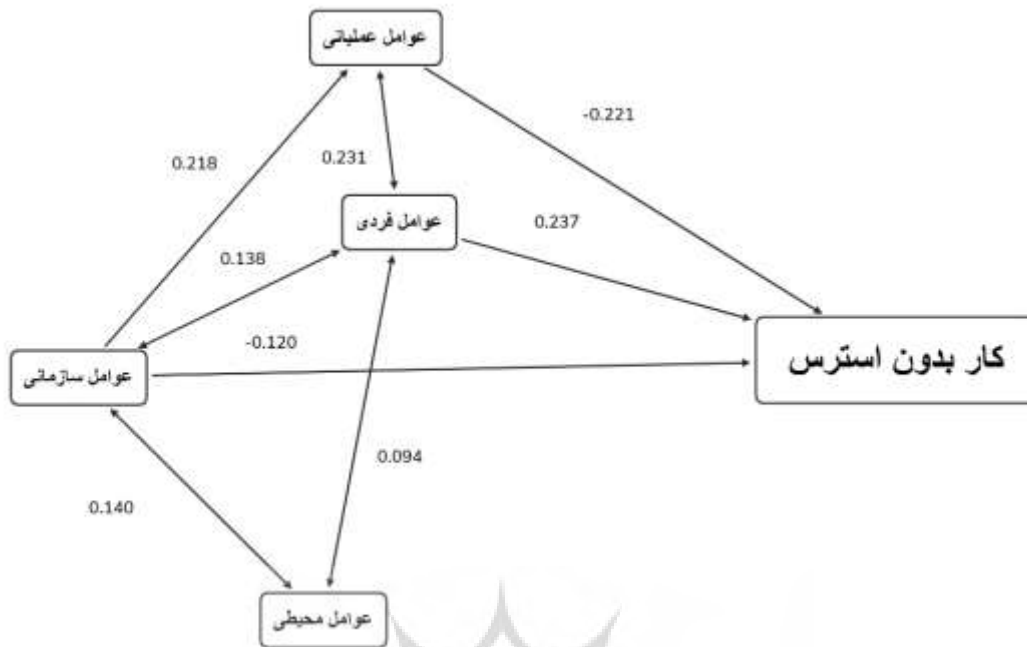 عوامل عملیاتی
-0.221
0.218
0.231
عوامل فردی
0.237
0.138
-0.120
کار بدون استرس
عوامل سازمانی
0.094
0.140
عوامل محیطی